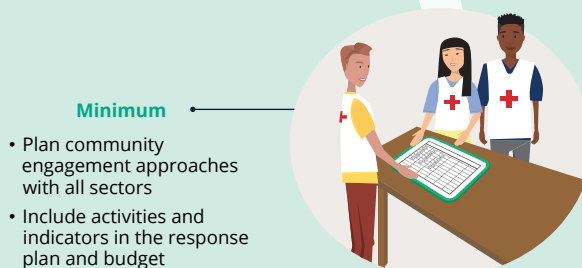 Minimum
• Plan community
engagement approaches
with all sectors
• Include activities and
indicators in the response
plan and budget